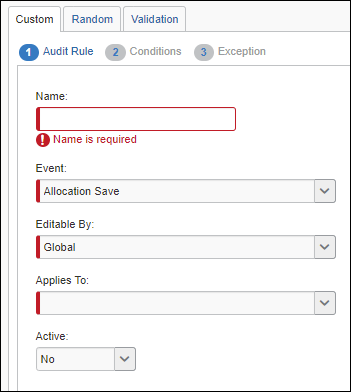 Custom Random Validation
1 Audit Rule 2 Conditions 3 Exception
Name:
! Name is required
Event:
Allocation Save
Editable By:
Global
Applies To:
Active:
No